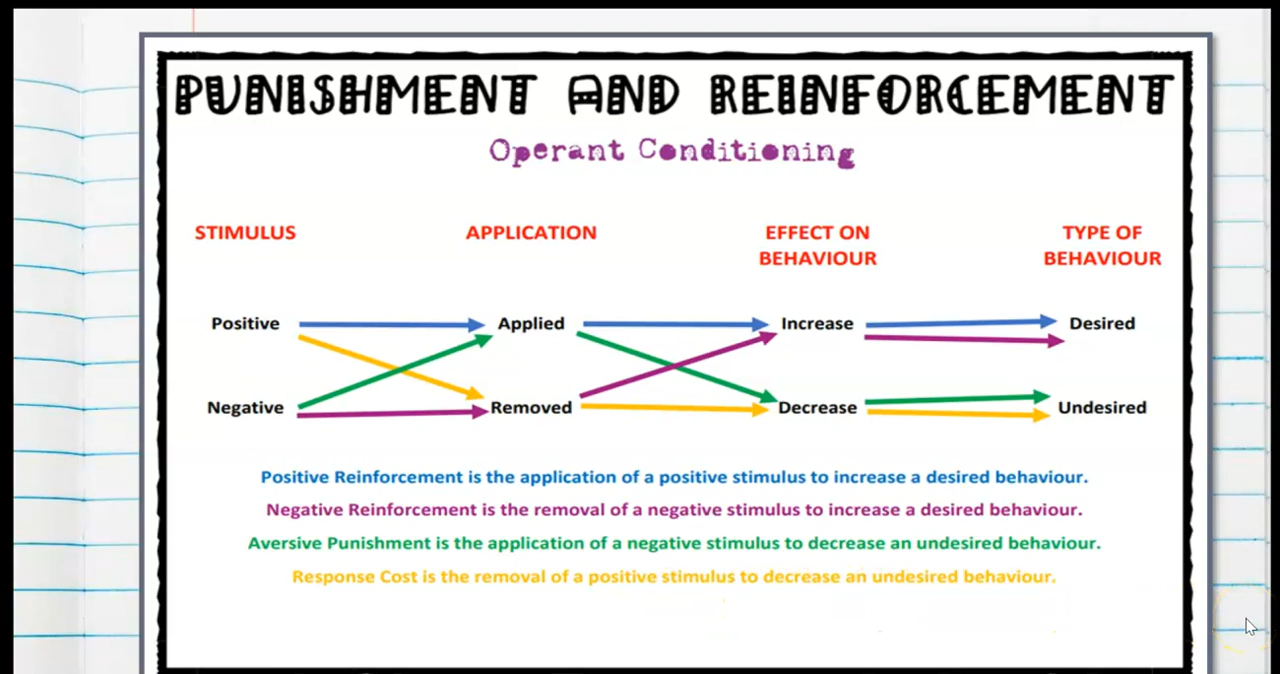 PUNISHMENT AND REINFORCEMENT
Operant Conditioning
STIMULUS APPLICATION EFFECT ON BEHAVIOUR TYPE OF BEHAVIOUR
Positive Applied Increase Desired
Negative Removed Decrease Undesired
Positive Reinforcement is the application of a positive stimulus to increase a desired behaviour.
Negative Reinforcement is the removal of a negative stimulus to increase a desired behaviour.
Aversive Punishment is the application of a negative stimulus to decrease an undesired behaviour.
Response Cost is the removal of a positive stimulus to decrease an undesired behaviour.